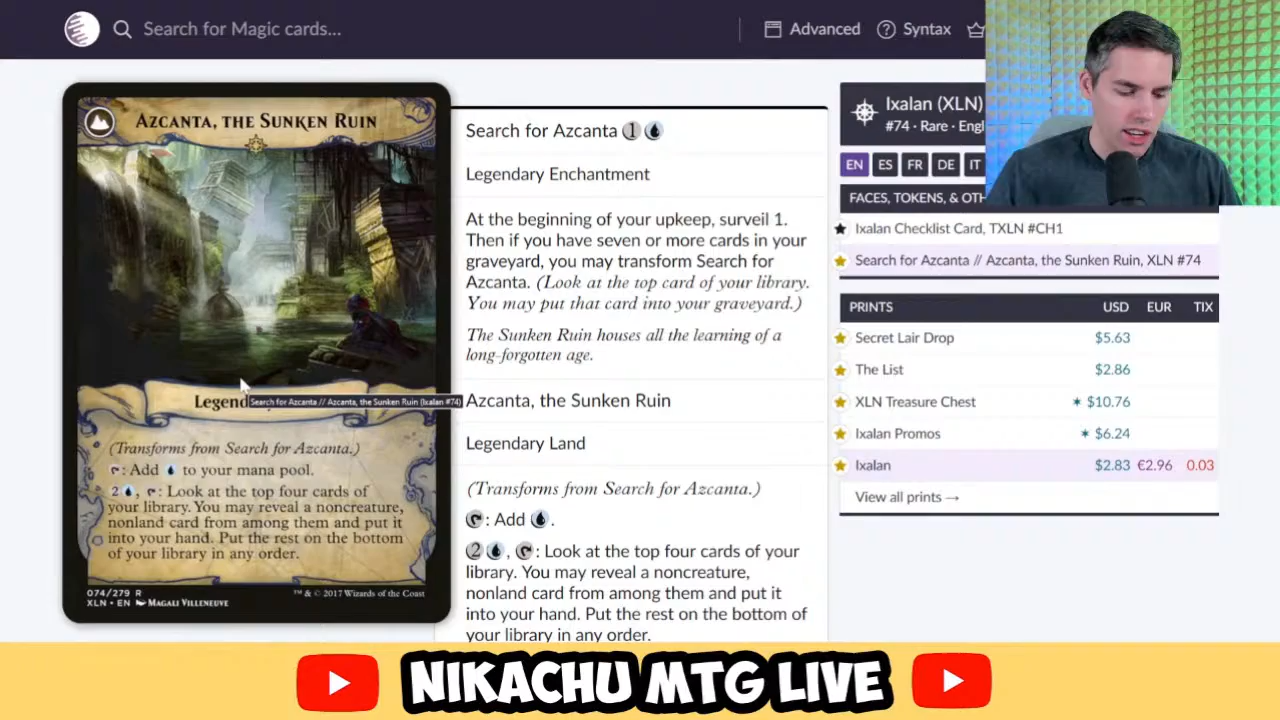 Search for Magic cards...
Advanced
Syntax
AZCANTA, THE SUNKEN RUIN
Legend
Search for Azcanta // Azcanta, the Sunken Ruin (Ixalan #74)
(Transforms from Search for Azcanta.)
: Add to your mana pool.
2 , : Look at the top four cards of
your library. You may reveal a noncreature,
nonland card from among them and put it
into your hand. Put the rest on the bottom
of your library in any order.
074/279 R
XLN • EN MAGALI VILLENEUVE
™ & © 2017 Wizards of the Coast
Search for Azcanta 1
Legendary Enchantment
At the beginning of your upkeep, surveil 1.
Then if you have seven or more cards in your
graveyard, you may transform Search for
Azcanta. (Look at the top card of your library.
You may put that card into your graveyard.)
The Sunken Ruin houses all the learning of a
long-forgotten age.
Azcanta, the Sunken Ruin
Legendary Land
(Transforms from Search for Azcanta.)
: Add .
2 , : Look at the top four cards of your
library. You may reveal a noncreature,
nonland card from among them and put it
into your hand. Put the rest on the bottom of
your library in any order.
Ixalan (XLN)
#74 · Rare · Engl
EN ES FR DE IT
FACES, TOKENS, & OTH
Ixalan Checklist Card, TXLN #CH1
Search for Azcanta // Azcanta, the Sunken Ruin, XLN #74
PRINTS USD EUR TIX
Secret Lair Drop $5.63
The List $2.86
XLN Treasure Chest $10.76
Ixalan Promos $6.24
Ixalan $2.83 €2.96 0.03
View all prints →
NIKACHU MTG LIVE